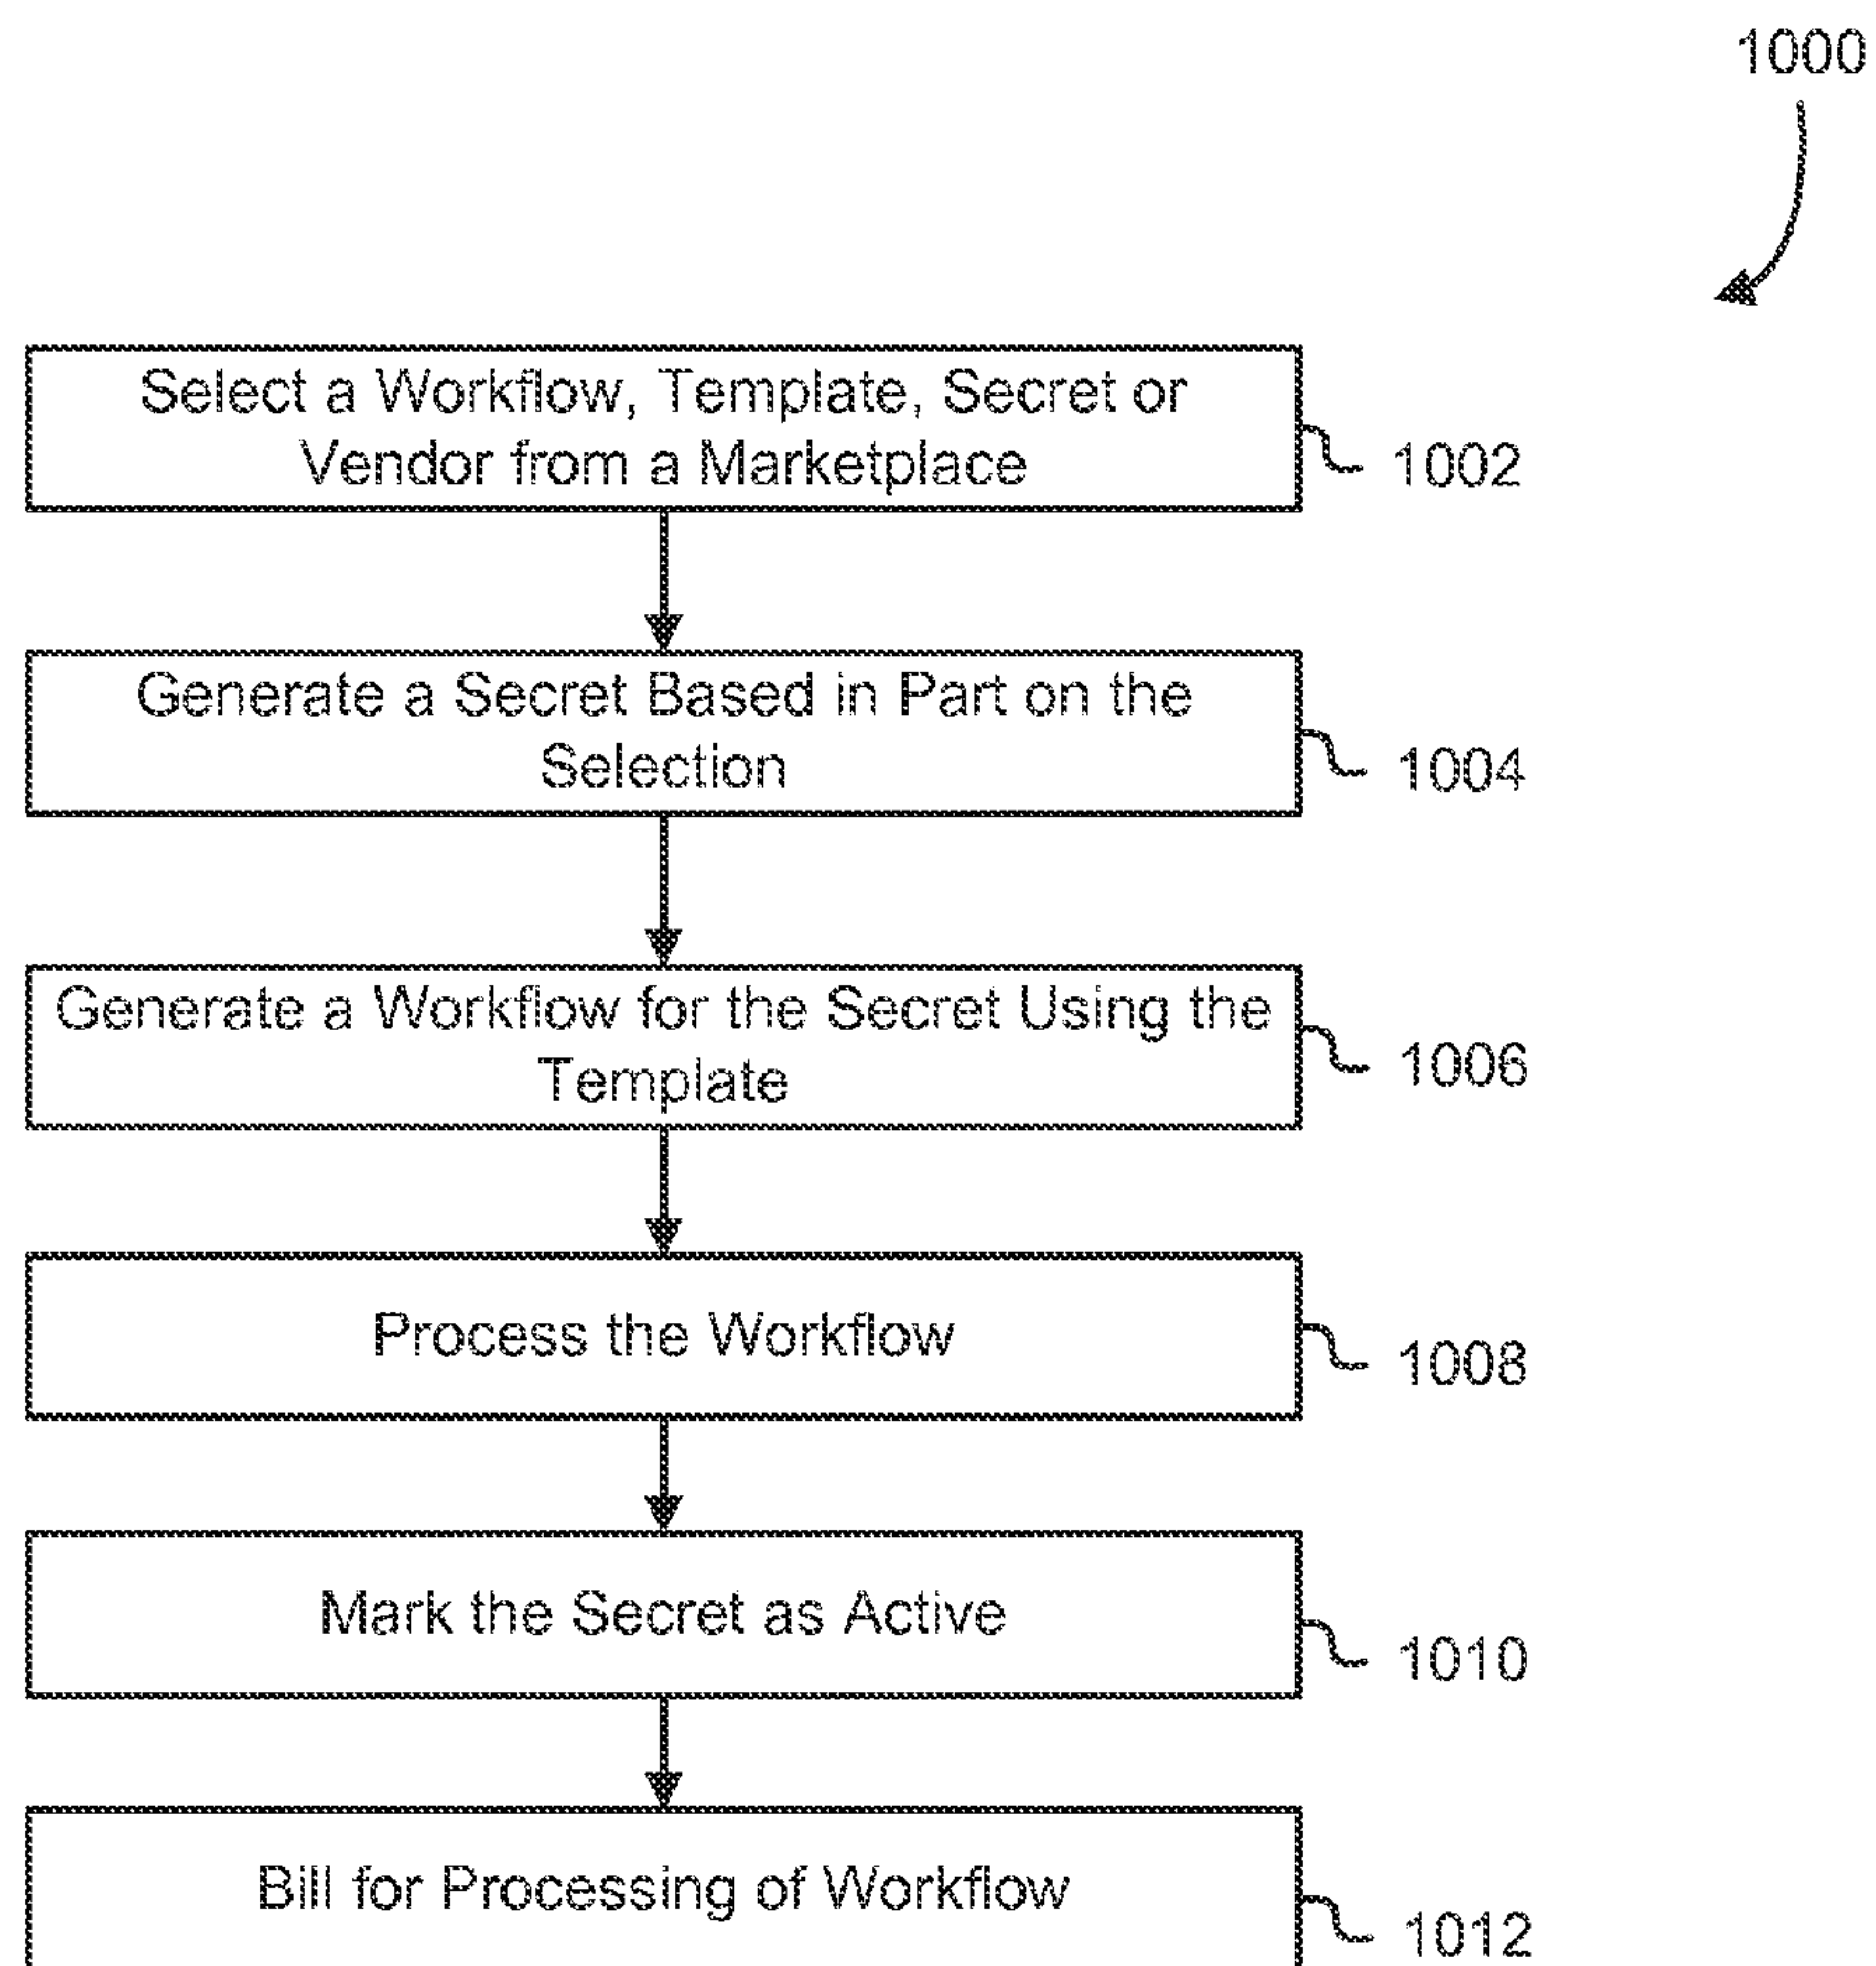 1000
Select a Workflow, Template, Secret or
Vendor from a Marketplace
1002
Generate a Secret Based in Part on the
Selection
1004
Generate a Workflow for the Secret Using the
Template
1006
Process the Workflow
1008
Mark the Secret as Active
1010
Bill for Processing of Workflow
1012